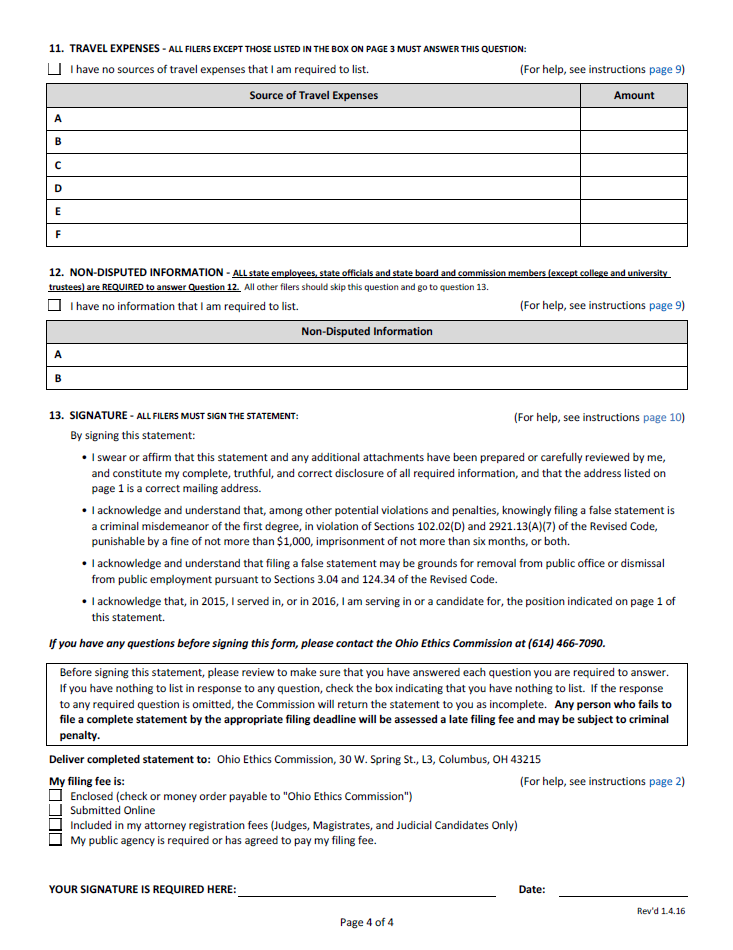 11. TRAVEL EXPENSES - ALL FILERS EXCEPT THOSE LISTED IN THE BOX ON PAGE 3 MUST ANSWER THIS QUESTION:
I have no sources of travel expenses that I am required to list. (For help, see instructions page 9)
Source of Travel Expenses Amount
A
B
C
D
E
F
12. NON-DISPUTED INFORMATION - ALL state employees, state officials and state board and commission members (except college and university
trustees) are REQUIRED to answer Question 12. All other filers should skip this question and go to question 13.
I have no information that I am required to list. (For help, see instructions page 9)
Non-Disputed Information
A
B
13. SIGNATURE - ALL FILERS MUST SIGN THE STATEMENT: (For help, see instructions page 10)
By signing this statement:
• I swear or affirm that this statement and any additional attachments have been prepared or carefully reviewed by me,
and constitute my complete, truthful, and correct disclosure of all required information, and that the address listed on
page 1 is a correct mailing address.
• I acknowledge and understand that, among other potential violations and penalties, knowingly filing a false statement is
a criminal misdemeanor of the first degree, in violation of Sections 102.02(D) and 2921.13(A)(7) of the Revised Code,
punishable by a fine of not more than $1,000, imprisonment of not more than six months, or both.
• I acknowledge and understand that filing a false statement may be grounds for removal from public office or dismissal
from public employment pursuant to Sections 3.04 and 124.34 of the Revised Code.
• I acknowledge that, in 2015, I served in, or in 2016, I am serving in or a candidate for, the position indicated on page 1 of
this statement.
If you have any questions before signing this form, please contact the Ohio Ethics Commission at (614) 466-7090.
Before signing this statement, please review to make sure that you have answered each question you are required to answer.
If you have nothing to list in response to any question, check the box indicating that you have nothing to list. If the response
to any required question is omitted, the Commission will return the statement to you as incomplete. Any person who fails to
file a complete statement by the appropriate filing deadline will be assessed a late filing fee and may be subject to criminal
penalty.
Deliver completed statement to: Ohio Ethics Commission, 30 W. Spring St., L3, Columbus, OH 43215
My filing fee is: (For help, see instructions page 2)
Enclosed (check or money order payable to "Ohio Ethics Commission")
Submitted Online
Included in my attorney registration fees (Judges, Magistrates, and Judicial Candidates Only)
My public agency is required or has agreed to pay my filing fee.
YOUR SIGNATURE IS REQUIRED HERE: Date:
Rev'd 1.4.16
Page 4 of 4